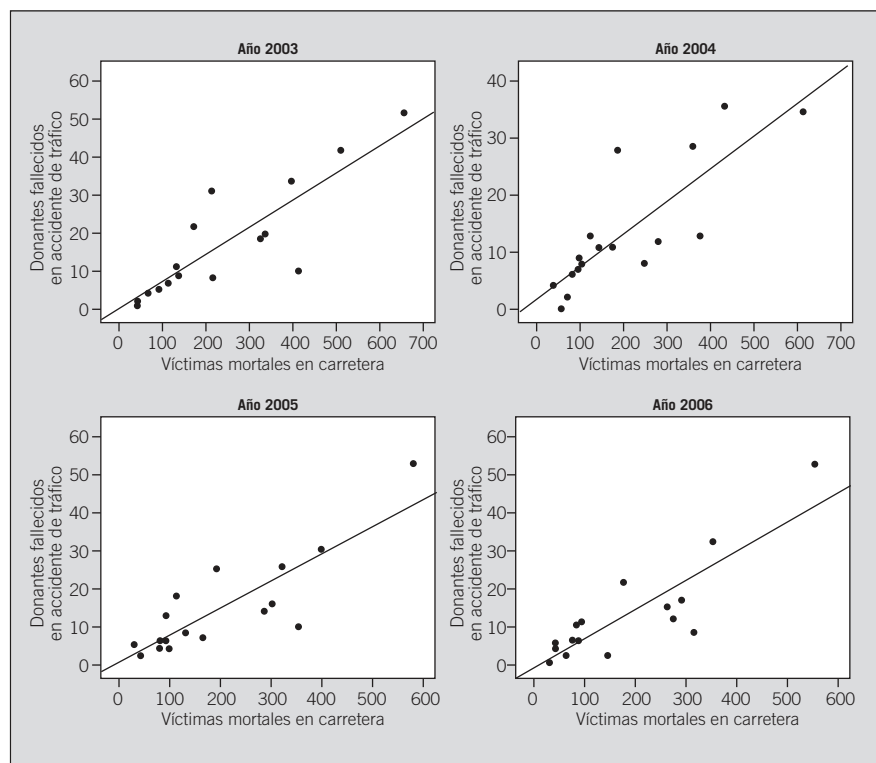 Año 2003
Donantes fallecidos
en accidente de tráfico
60
50
40
30
20
10
0
0 100 200 300 400 500 600 700
Víctimas mortales en carretera
Año 2004
Donantes fallecidos
en accidente de tráfico
40
30
20
10
0
0 100 200 300 400 500 600 700
Víctimas mortales en carretera
Año 2005
Donantes fallecidos
en accidente de tráfico
60
50
40
30
20
10
0
0 100 200 300 400 500 600
Víctimas mortales en carretera
Año 2006
Donantes fallecidos
en accidente de tráfico
60
50
40
30
20
10
0
0 100 200 300 400 500 600
Víctimas mortales en carretera